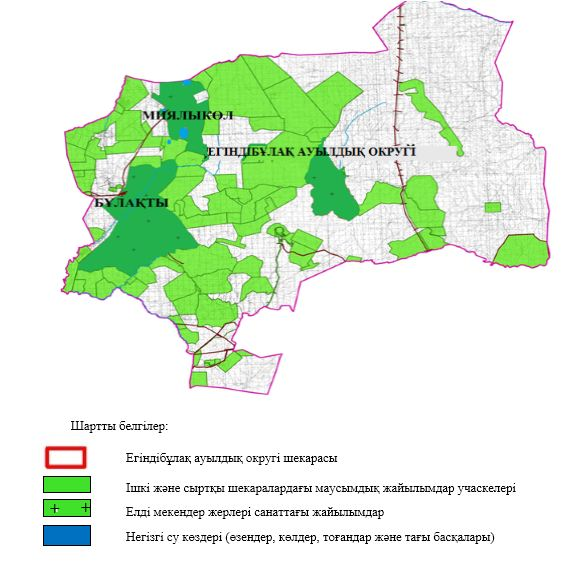 МИЯЛЫКӨЛ
ЕГІНДІБҰЛАҚ АУЫЛДЫҚ ОКРУГІ
БҰЛАҚТЫ
Шартты белгілер:
Егіндібұлақ ауылдық округі шекарасы
Ішкі және сыртқы шекаралардағы маусымдық жайылымдар учаскелері
Елді мекендер жерлері санаттағы жайылымдар
Негізгі су көздері (өзендер, көлдер, тоғандар және тағы басқалары)